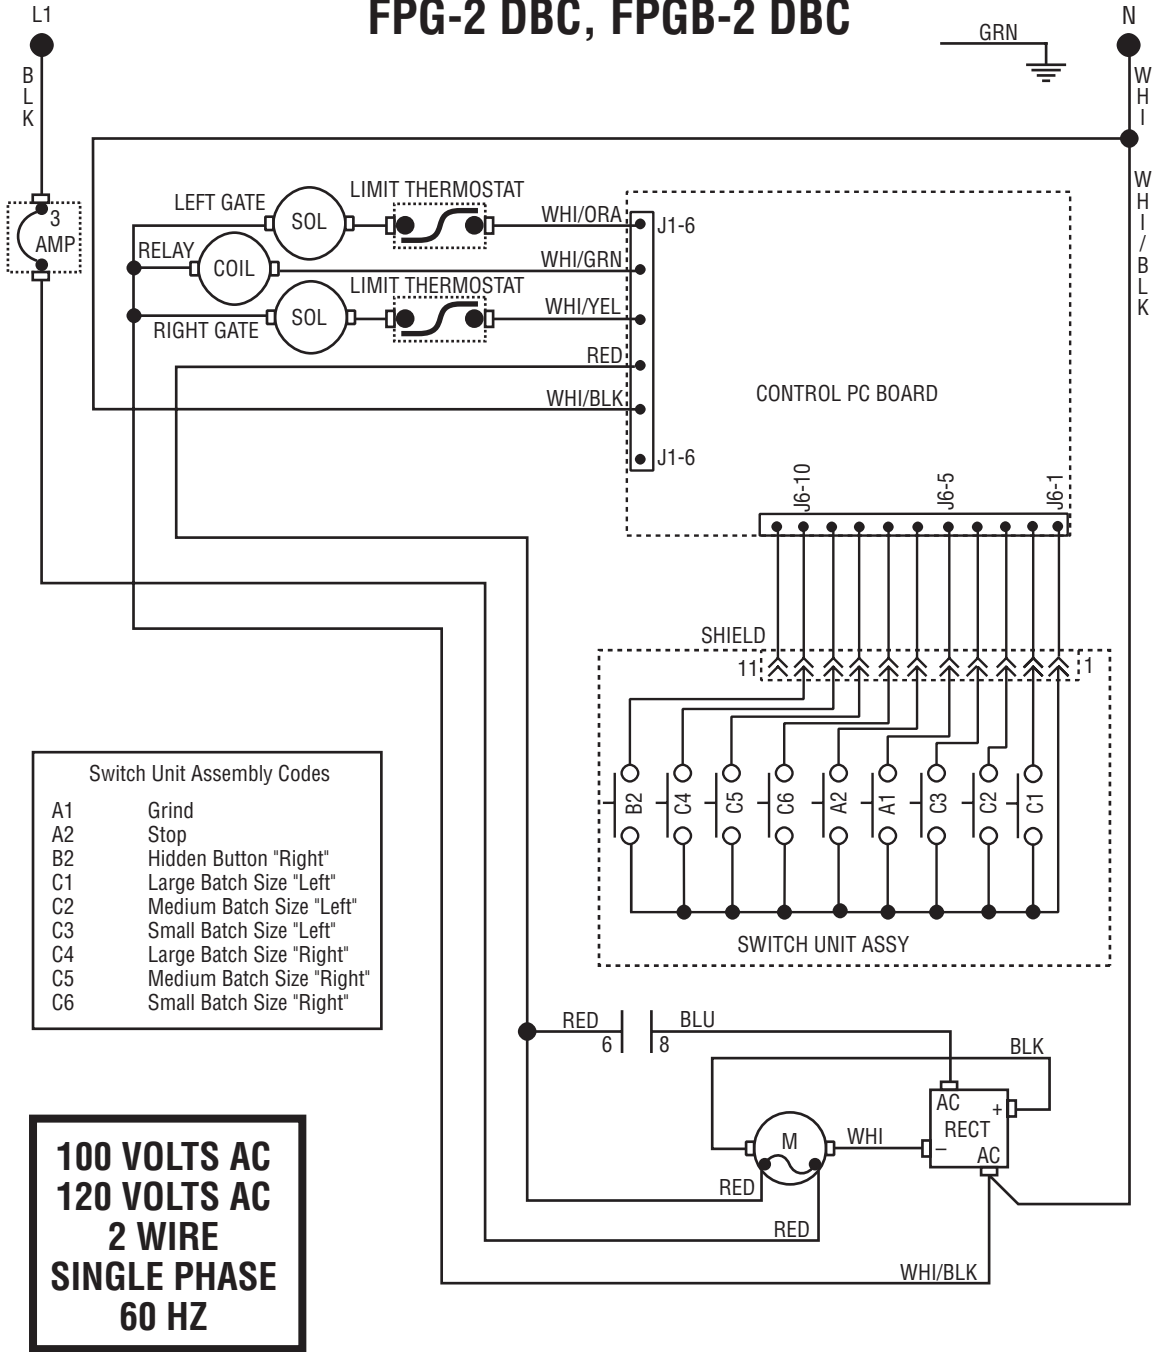 FPG-2 DBC, FPGB-2 DBC
L1
N
GRN
BLK
WHI
WHI/BLK
3
AMP
LEFT GATE
SOL
LIMIT THERMOSTAT
WHI/ORA
J1-6
RELAY
COIL
WHI/GRN
LIMIT THERMOSTAT
RIGHT GATE
SOL
WHI/YEL
RED
WHI/BLK
CONTROL PC BOARD
J1-6
J6-10
J6-5
J6-1
SHIELD
11
1
B2
C4
C5
C6
A2
A1
C3
C2
C1
SWITCH UNIT ASSY
Switch Unit Assembly Codes
A1 Grind
A2 Stop
B2 Hidden Button "Right"
C1 Large Batch Size "Left"
C2 Medium Batch Size "Left"
C3 Small Batch Size "Left"
C4 Large Batch Size "Right"
C5 Medium Batch Size "Right"
C6 Small Batch Size "Right"
RED
6
8
BLU
BLK
AC
+
RECT
–
AC
M
WHI
RED
RED
WHI/BLK
100 VOLTS AC
120 VOLTS AC
2 WIRE
SINGLE PHASE
60 HZ